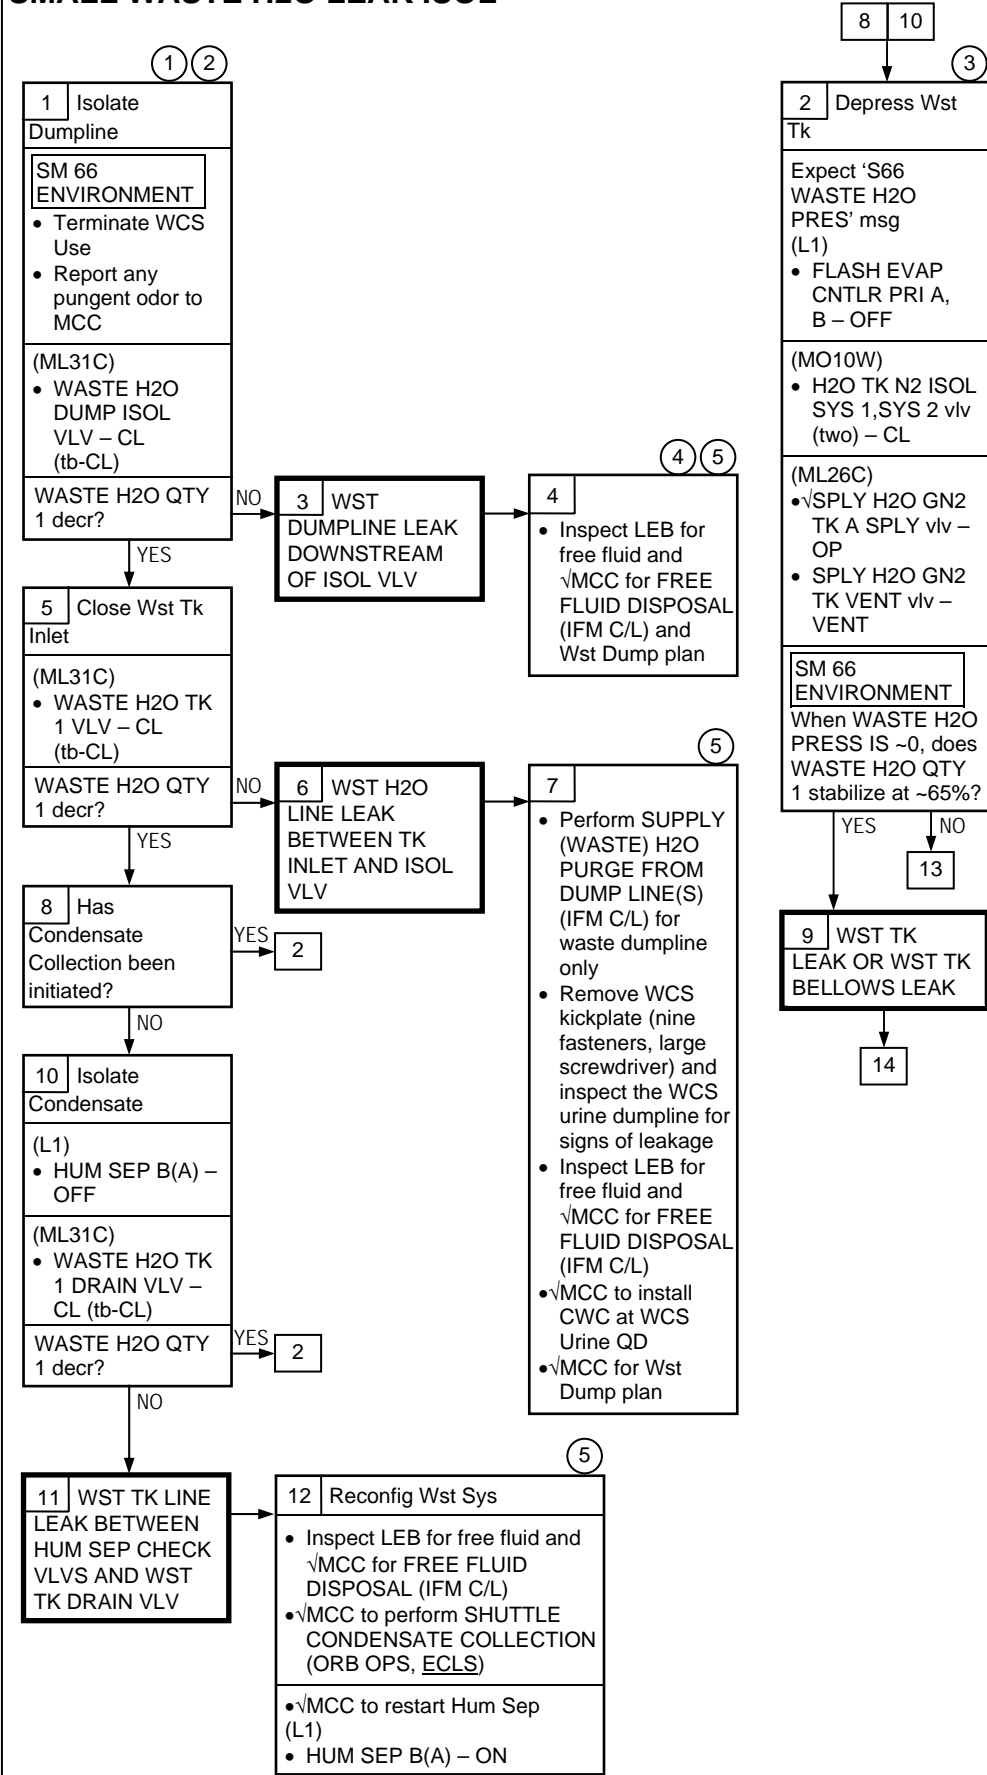 SMALL WASTE H2O LEAK ISOL
1 2
1 Isolate
Dumpline
SM 66
ENVIRONMENT
• Terminate WCS
Use
• Report any
pungent odor to
MCC
(ML31C)
• WASTE H2O
DUMP ISOL
VLV – CL
(tb-CL)
WASTE H2O QTY
1 decr?
NO
YES
3 WST
DUMPLINE LEAK
DOWNSTREAM
OF ISOL VLV
4 5
4
• Inspect LEB for
free fluid and
√MCC for FREE
FLUID DISPOSAL
(IFM C/L) and
Wst Dump plan
5 Close Wst Tk
Inlet
(ML31C)
• WASTE H2O TK
1 VLV – CL
(tb-CL)
WASTE H2O QTY
1 decr?
NO
YES
6 WST H2O
LINE LEAK
BETWEEN TK
INLET AND ISOL
VLV
5
7
• Perform SUPPLY
(WASTE) H2O
PURGE FROM
DUMP LINE(S)
(IFM C/L) for
waste dumpline
only
• Remove WCS
kickplate (nine
fasteners, large
screwdriver) and
inspect the WCS
urine dumpline for
signs of leakage
• Inspect LEB for
free fluid and
√MCC for FREE
FLUID DISPOSAL
(IFM C/L)
•√MCC to install
CWC at WCS
Urine QD
•√MCC for Wst
Dump plan
8 Has
Condensate
Collection been
initiated?
YES
2
NO
10 Isolate
Condensate
(L1)
• HUM SEP B(A) –
OFF
(ML31C)
• WASTE H2O TK
1 DRAIN VLV –
CL (tb-CL)
WASTE H2O QTY
1 decr?
YES
2
NO
11 WST TK LINE
LEAK BETWEEN
HUM SEP CHECK
VLVS AND WST
TK DRAIN VLV
5
12 Reconfig Wst Sys
• Inspect LEB for free fluid and
√MCC for FREE FLUID
DISPOSAL (IFM C/L)
•√MCC to perform SHUTTLE
CONDENSATE COLLECTION
(ORB OPS, ECLS)
•√MCC to restart Hum Sep
(L1)
• HUM SEP B(A) – ON
8 10
3
2 Depress Wst
Tk
Expect ‘S66
WASTE H2O
PRES’ msg
(L1)
• FLASH EVAP
CNTLR PRI A,
B – OFF
(MO10W)
• H2O TK N2 ISOL
SYS 1,SYS 2 vlv
(two) – CL
(ML26C)
•√SPLY H2O GN2
TK A SPLY vlv –
OP
• SPLY H2O GN2
TK VENT vlv –
VENT
SM 66
ENVIRONMENT
When WASTE H2O
PRESS IS ~0, does
WASTE H2O QTY
1 stabilize at ~65%?
YES
NO
13
9 WST TK
LEAK OR WST TK
BELLOWS LEAK
14